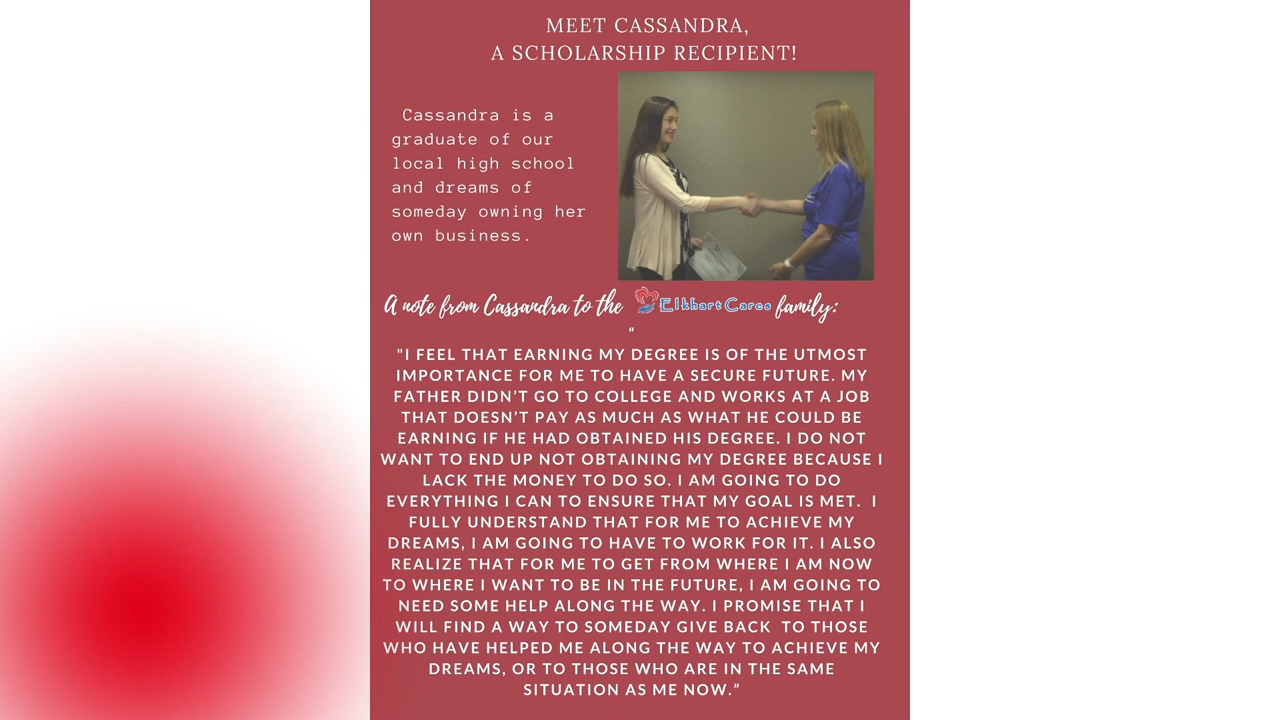 MEET CASSANDRA,
A SCHOLARSHIP RECIPIENT!
Cassandra is a
graduate of our
local high school
and dreams of
someday owning her
own business.
A note from Cassandra to the Elkhart Cares family:
“
"I FEEL THAT EARNING MY DEGREE IS OF THE UTMOST
IMPORTANCE FOR ME TO HAVE A SECURE FUTURE. MY
FATHER DIDN’T GO TO COLLEGE AND WORKS AT A JOB
THAT DOESN’T PAY AS MUCH AS WHAT HE COULD BE
EARNING IF HE HAD OBTAINED HIS DEGREE. I DO NOT
WANT TO END UP NOT OBTAINING MY DEGREE BECAUSE I
LACK THE MONEY TO DO SO. I AM GOING TO DO
EVERYTHING I CAN TO ENSURE THAT MY GOAL IS MET.  I
FULLY UNDERSTAND THAT FOR ME TO ACHIEVE MY
DREAMS, I AM GOING TO HAVE TO WORK FOR IT. I ALSO
REALIZE THAT FOR ME TO GET FROM WHERE I AM NOW
TO WHERE I WANT TO BE IN THE FUTURE, I AM GOING TO
NEED SOME HELP ALONG THE WAY. I PROMISE THAT I
WILL FIND A WAY TO SOMEDAY GIVE BACK  TO THOSE
WHO HAVE HELPED ME ALONG THE WAY TO ACHIEVE MY
DREAMS, OR TO THOSE WHO ARE IN THE SAME
SITUATION AS ME NOW.”